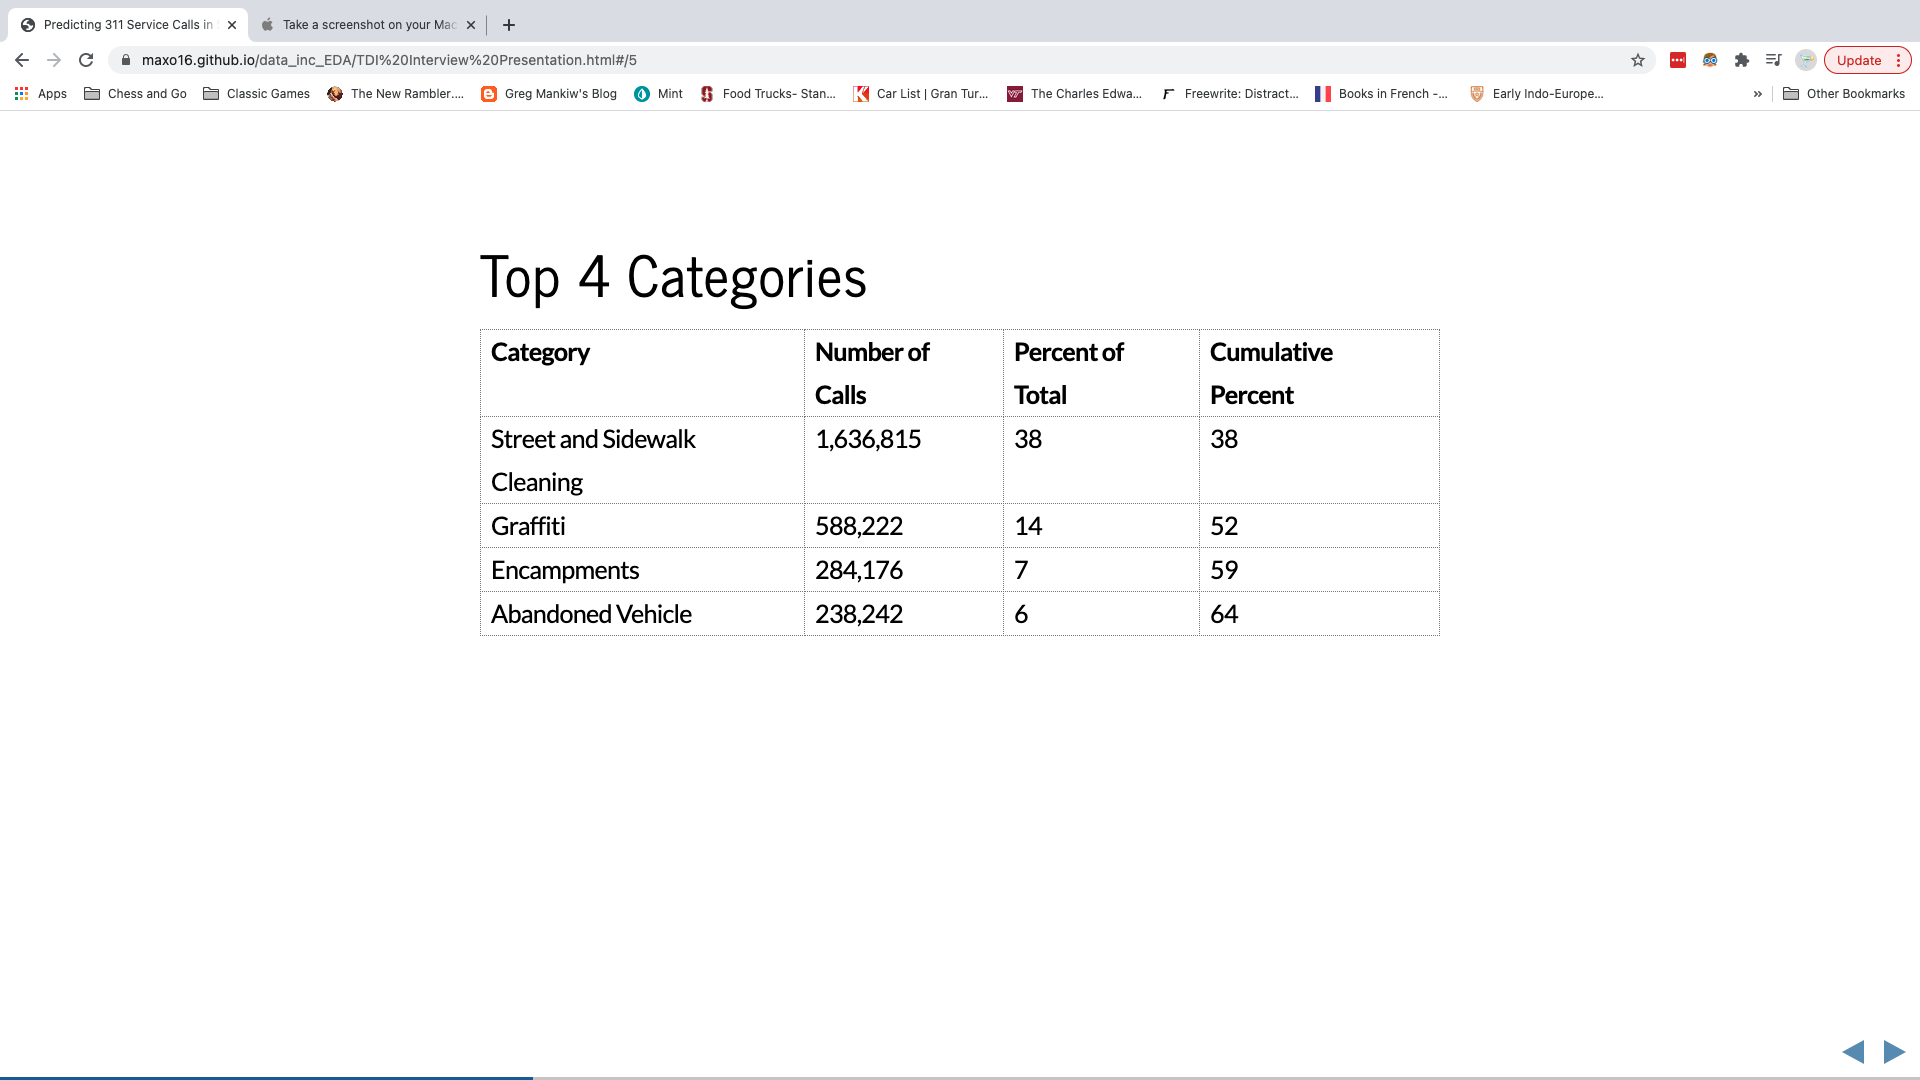 Predicting 311 Service Calls in
Take a screenshot on your Mac
maxo16.github.io/data_inc_EDA/TDI%20Interview%20Presentation.html#/5
Update
Apps
Chess and Go
Classic Games
The New Rambler....
Greg Mankiw's Blog
Mint
Food Trucks- Stan...
Car List | Gran Tur...
The Charles Edwa...
Freewrite: Distract...
Books in French -...
Early Indo-Europe...
»
Other Bookmarks
Top 4 Categories
Category Number of Calls Percent of Total Cumulative Percent
Street and Sidewalk Cleaning 1,636,815 38 38
Graffiti 588,222 14 52
Encampments 284,176 7 59
Abandoned Vehicle 238,242 6 64